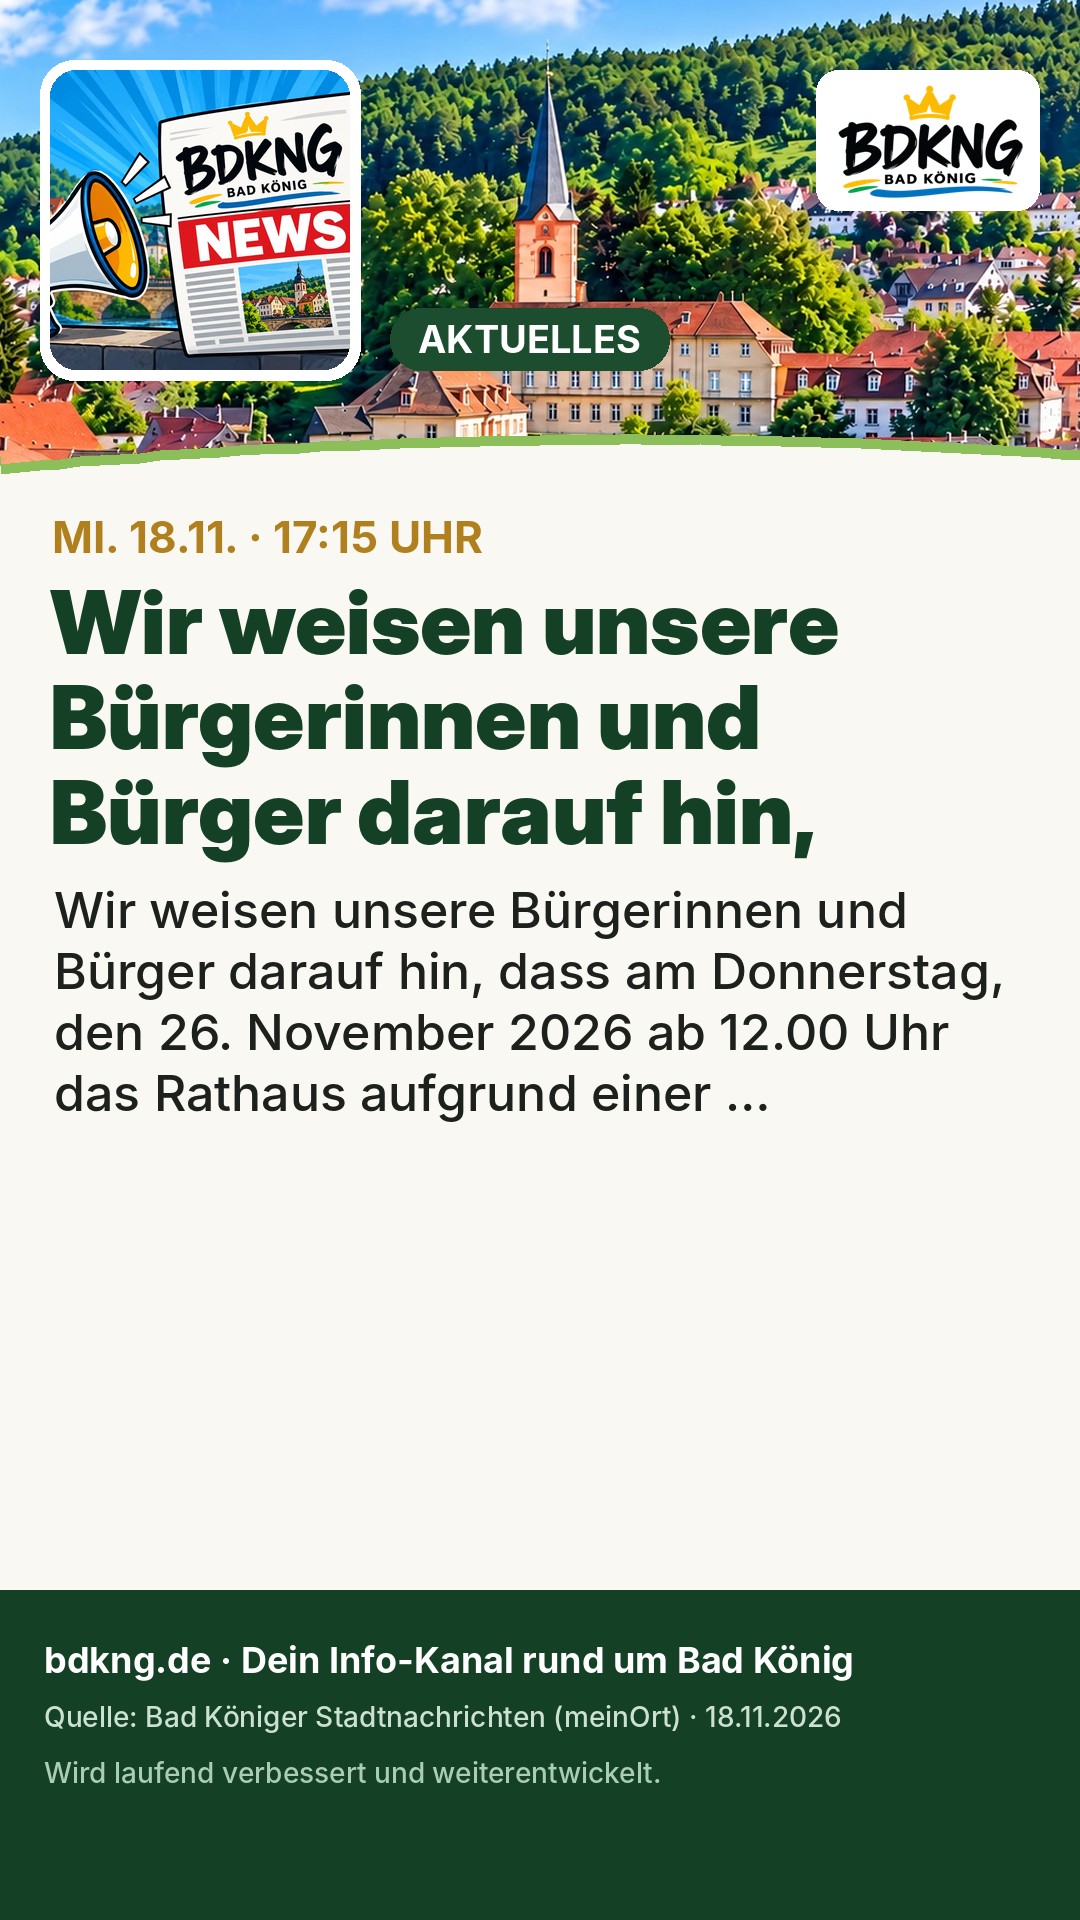 BDKNG
BAD KÖNIG
NEWS
BDKNG
BAD KÖNIG
AKTUELLES
MI. 18.11. · 17:15 UHR
Wir weisen unsere
Bürgerinnen und
Bürger darauf hin,
Wir weisen unsere Bürgerinnen und
Bürger darauf hin, dass am Donnerstag,
den 26. November 2026 ab 12.00 Uhr
das Rathaus aufgrund einer ...
bdkng.de · Dein Info-Kanal rund um Bad König
Quelle: Bad Königer Stadtnachrichten (meinOrt) · 18.11.2026
Wird laufend verbessert und weiterentwickelt.